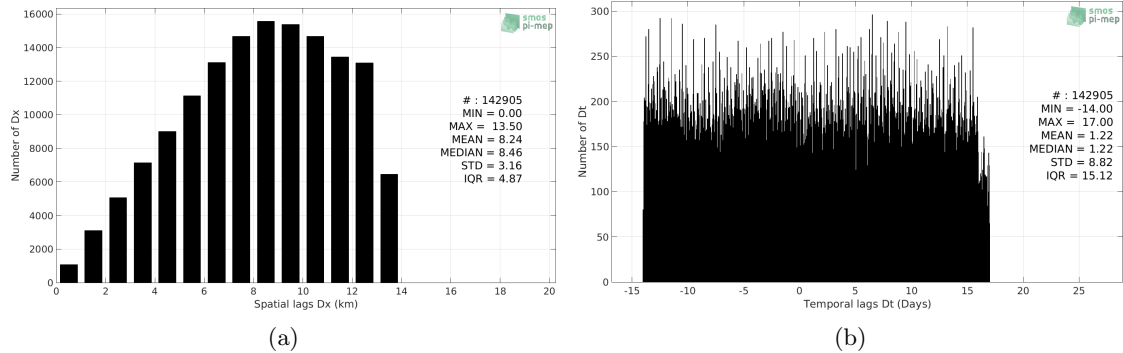 16000
14000
12000
10000
8000
6000
4000
2000
0
Number of Dx
0 2 4 6 8 10 12 14 16 18 20
Spatial lags Dx (km)
smos
pi-mep
# : 142905
MIN = 0.00
MAX = 13.50
MEAN = 8.24
MEDIAN = 8.46
STD = 3.16
IQR = 4.87
(a)
300
250
200
150
100
50
0
Number of Dt
-15 -10 -5 0 5 10 15 20 25
Temporal lags Dt (Days)
smos
pi-mep
# : 142905
MIN = -14.00
MAX = 17.00
MEAN = 1.22
MEDIAN = 1.22
STD = 8.82
IQR = 15.12
(b)